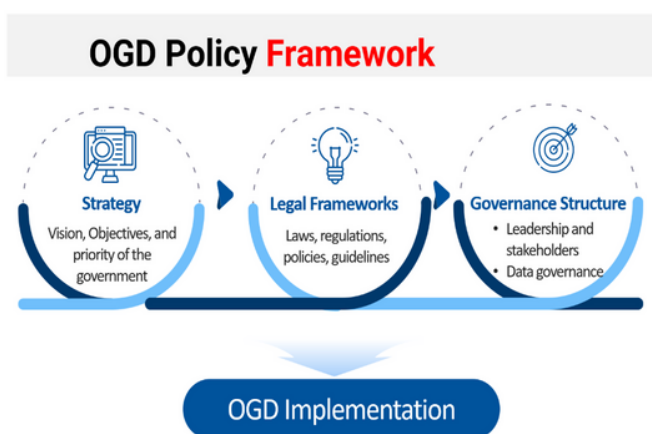 OGD Policy Framework
Strategy
Vision, Objectives, and
priority of the
government
Legal Frameworks
Laws, regulations,
policies, guidelines
Governance Structure
• Leadership and
stakeholders
• Data governance
OGD Implementation